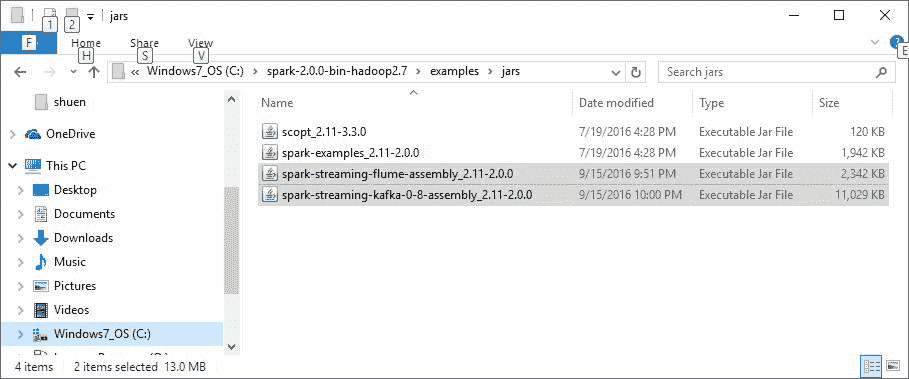 1 2 jars
F Home Share View
H S V E
« Windows7_OS (C:) spark-2.0.0-bin-hadoop2.7 examples jars Search jars
Name Date modified Type Size
shuen
OneDrive
This PC
Desktop
Documents
Downloads
Music
Pictures
Videos
Windows7_OS (C:)
scopt_2.11-3.3.0 7/19/2016 4:28 PM Executable Jar File 120 KB
spark-examples_2.11-2.0.0 7/19/2016 4:28 PM Executable Jar File 1,942 KB
spark-streaming-flume-assembly_2.11-2.0.0 9/15/2016 9:51 PM Executable Jar File 2,342 KB
spark-streaming-kafka-0-8-assembly_2.11-2.0.0 9/15/2016 10:00 PM Executable Jar File 11,029 KB
4 items 2 items selected 13.0 MB